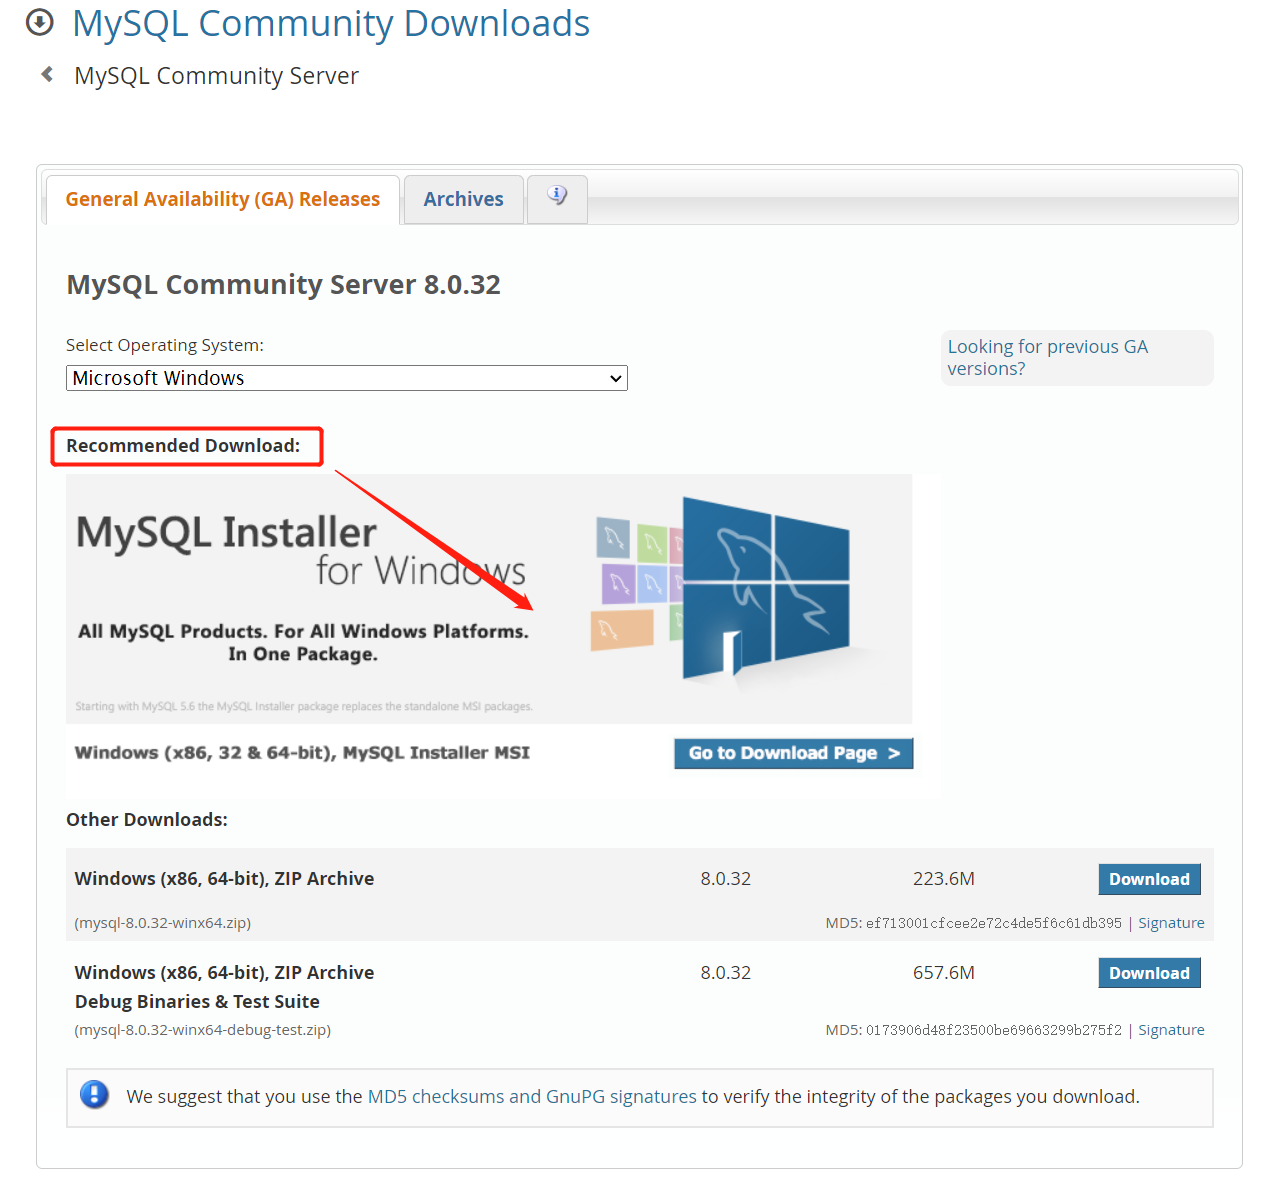 MySQL Community Downloads
MySQL Community Server
General Availability (GA) Releases
Archives
MySQL Community Server 8.0.32
Select Operating System:
Microsoft Windows
Looking for previous GA
versions?
Recommended Download:
MySQL Installer
for Windows
All MySQL Products. For All Windows Platforms.
In One Package.
Starting with MySQL 5.6 the MySQL Installer package replaces the standalone MSI packages.
Windows (x86, 32 & 64-bit), MySQL Installer MSI
Go to Download Page >
Other Downloads:
Windows (x86, 64-bit), ZIP Archive 8.0.32 223.6M Download
(mysql-8.0.32-winx64.zip) MD5: ef713001cfcee2e72c4de5f6c61db395 | Signature
Windows (x86, 64-bit), ZIP Archive 8.0.32 657.6M Download
Debug Binaries & Test Suite
(mysql-8.0.32-winx64-debug-test.zip) MD5: 0173906d48f23500be69663299b275f2 | Signature
We suggest that you use the MD5 checksums and GnuPG signatures to verify the integrity of the packages you download.